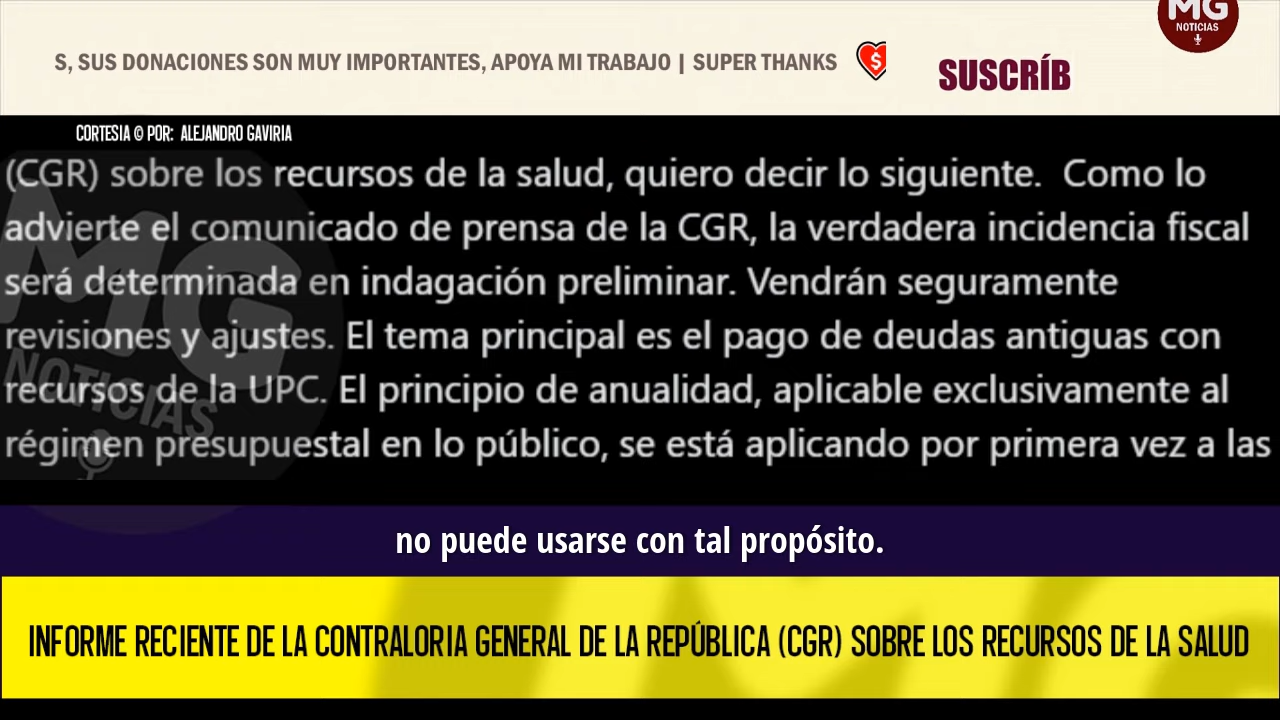 MG
NOTICIAS
S, SUS DONACIONES SON MUY IMPORTANTES, APOYA MI TRABAJO | SUPER THANKS
SUSCRÍB
CORTESIA © POR: ALEJANDRO GAVIRIA
(CGR) sobre los recursos de la salud, quiero decir lo siguiente. Como lo
advierte el comunicado de prensa de la CGR, la verdadera incidencia fiscal
será determinada en indagación preliminar. Vendrán seguramente
revisiones y ajustes. El tema principal es el pago de deudas antiguas con
recursos de la UPC. El principio de anualidad, aplicable exclusivamente al
régimen presupuestal en lo público, se está aplicando por primera vez a las
MG
NOTICIAS
no puede usarse con tal propósito.
INFORME RECIENTE DE LA CONTRALORIA GENERAL DE LA REPÚBLICA (CGR) SOBRE LOS RECURSOS DE LA SALUD